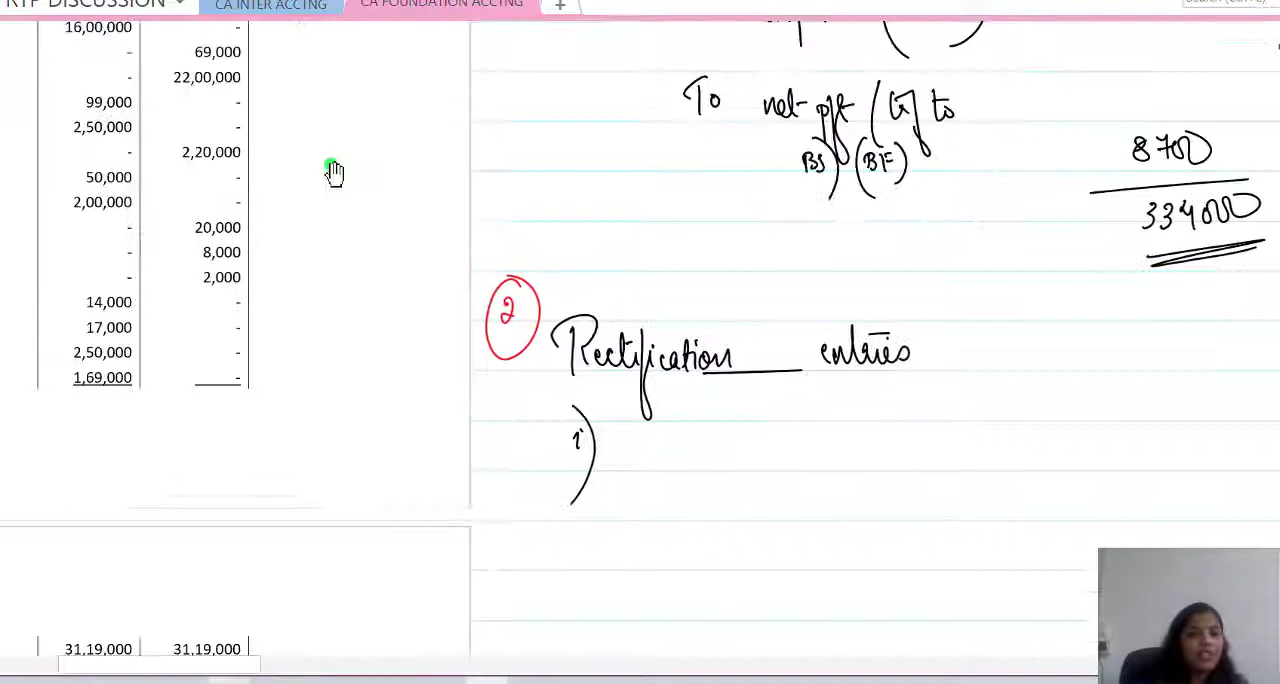 RTP DISCUSSION
CA INTER ACCTNG
CA FOUNDATION ACCTNG
+
16,00,000 -
- 69,000
- 22,00,000
99,000 -
2,50,000 -
- 2,20,000
50,000 -
2,00,000 -
- 20,000
- 8,000
- 2,000
14,000 -
17,000 -
2,50,000 -
1,69,000 -
31,19,000 31,19,000
To net pft ( to
BS) (BF)
8700
334000
2
Rectification entries
i)